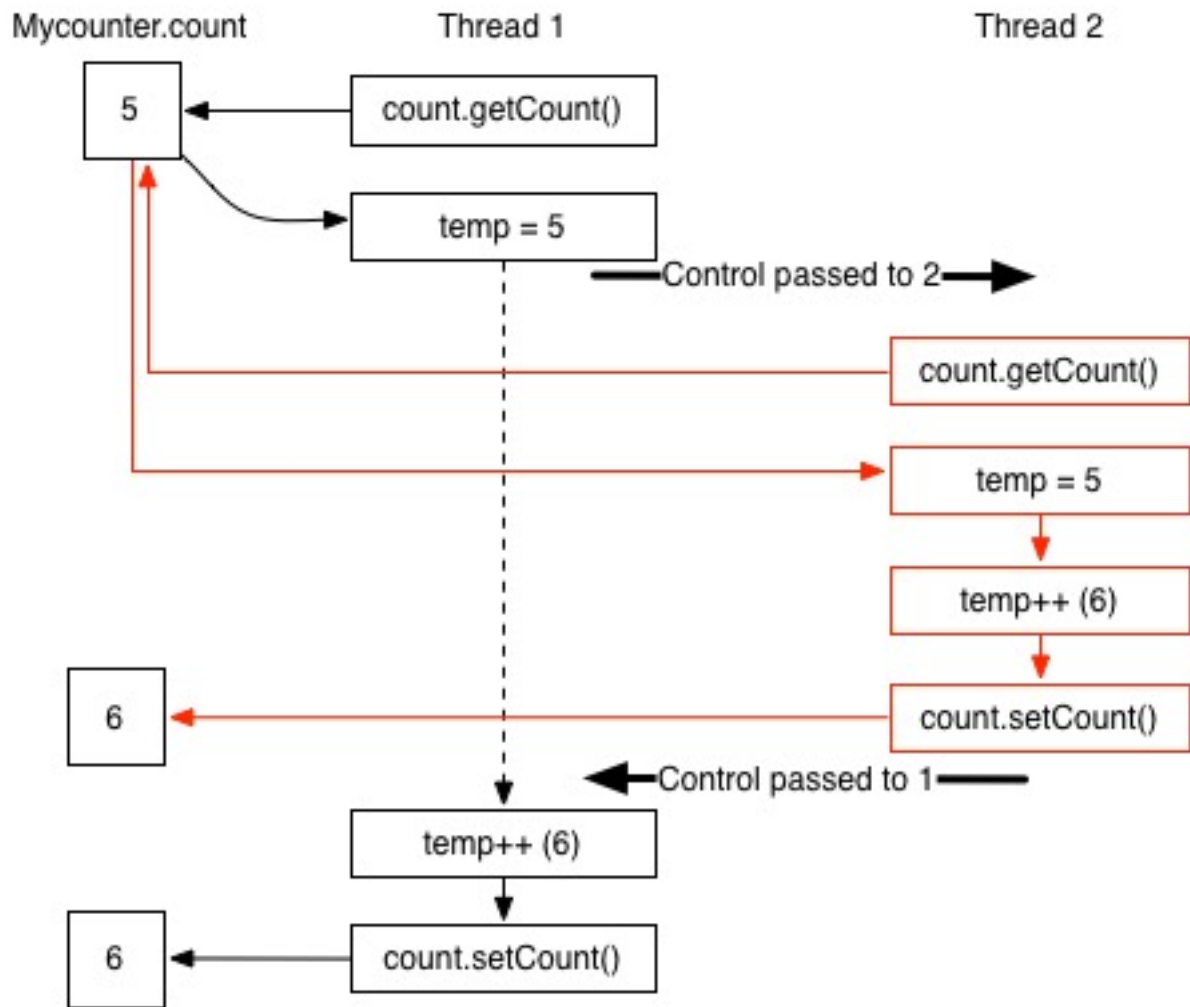 Mycounter.count Thread 1 Thread 2
5 count.getCount()
temp = 5
Control passed to 2
count.getCount()
temp = 5
temp++ (6)
6 count.setCount()
Control passed to 1
temp++ (6)
6 count.setCount()